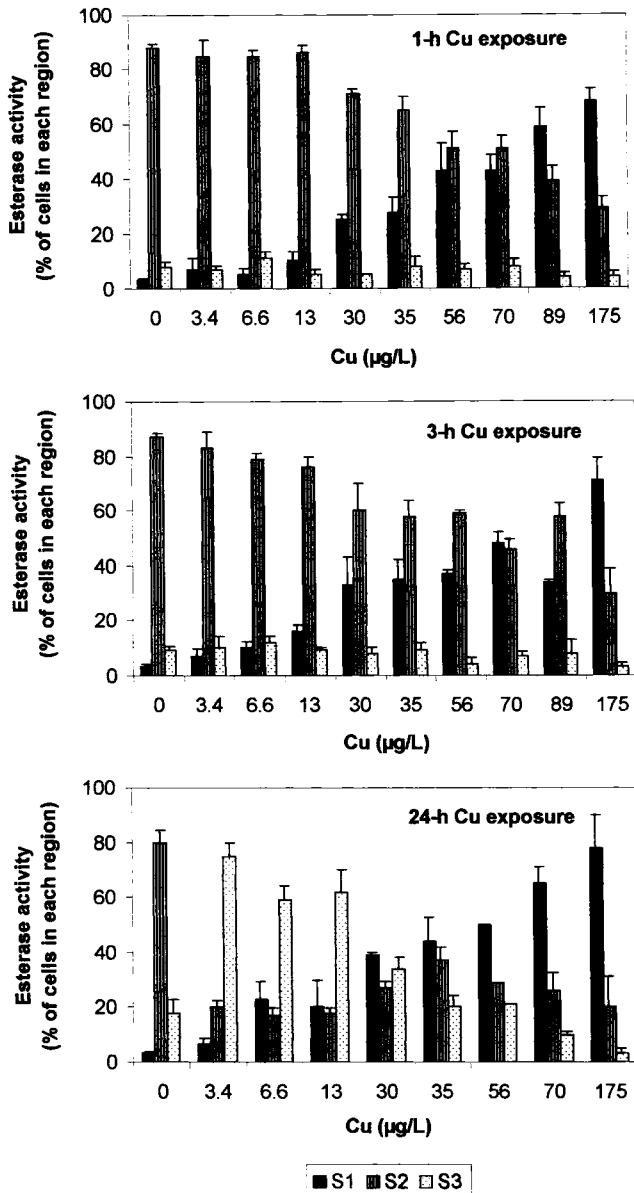 1-h Cu exposure
Esterase activity
(% of cells in each region)
100
80
60
40
20
0
0 3.4 6.6 13 30 35 56 70 89 175
Cu (µg/L)
3-h Cu exposure
Esterase activity
(% of cells in each region)
100
80
60
40
20
0
0 3.4 6.6 13 30 35 56 70 89 175
Cu (µg/L)
24-h Cu exposure
Esterase activity
(% of cells in each region)
100
80
60
40
20
0
0 3.4 6.6 13 30 35 56 70 175
Cu (µg/L)
S1 S2 S3